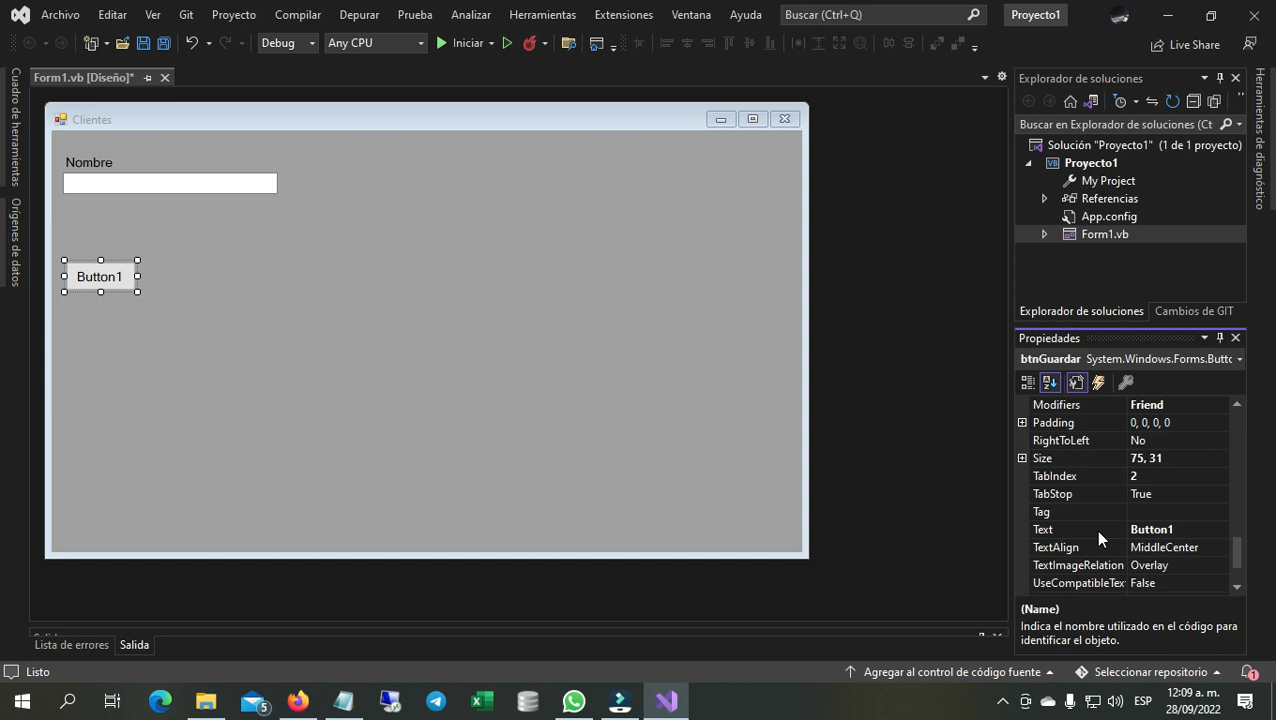 Archivo Editar Ver Git Proyecto Compilar Depurar Prueba Analizar Herramientas Extensiones Ventana Ayuda Buscar (Ctrl+Q) Proyecto1
Debug Any CPU Iniciar Live Share
Form1.vb [Diseño]*
Cuadro de herramientas
Orígenes de datos
Clientes
Nombre
Button1
Lista de errores Salida
Explorador de soluciones
Buscar en Explorador de soluciones (Ct
Solución "Proyecto1" (1 de 1 proyecto)
Proyecto1
My Project
Referencias
App.config
Form1.vb
Explorador de soluciones Cambios de GIT
Herramientas de diagnóstico
Propiedades
btnGuardar System.Windows.Forms.Butto
Modifiers Friend
Padding 0, 0, 0, 0
RightToLeft No
Size 75, 31
TabIndex 2
TabStop True
Tag
Text Button1
TextAlign MiddleCenter
TextImageRelation Overlay
UseCompatibleTex False
(Name)
Indica el nombre utilizado en el código para
identificar el objeto.
Listo Agregar al control de código fuente Seleccionar repositorio 1
5 ESP 12:09 a. m.
28/09/2022